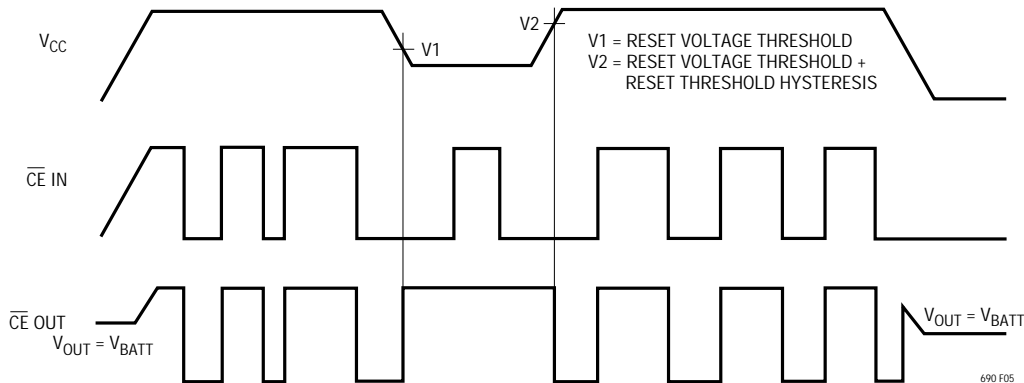 V2
V1 = RESET VOLTAGE THRESHOLD
VCC
V1
V2 = RESET VOLTAGE THRESHOLD +
RESET THRESHOLD HYSTERESIS
CE IN
CE OUT
VOUT = VBATT
VOUT = VBATT
690 F05